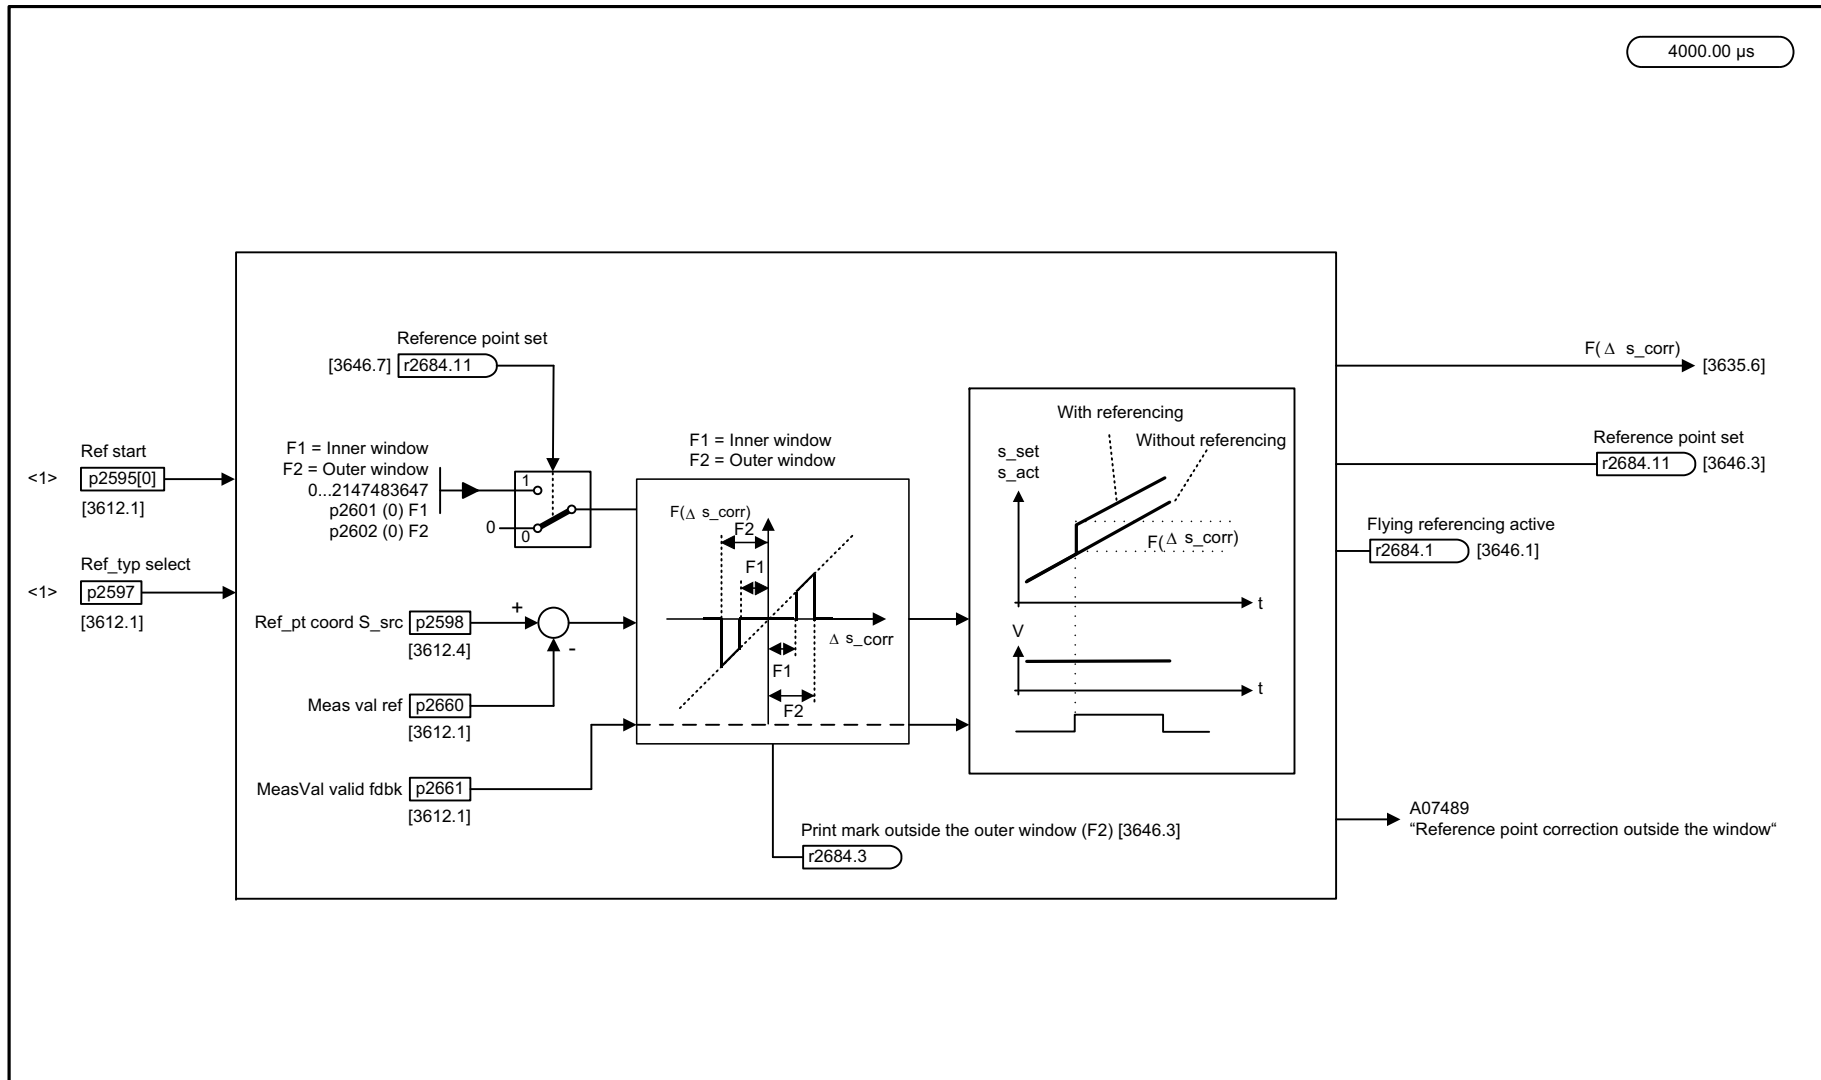 4000.00 µs
Reference point set
[3646.7] r2684.11
F1 = Inner window
F2 = Outer window
0...2147483647
p2601 (0) F1
p2602 (0) F2
1
0
0
Ref start
<1> p2595[0]
[3612.1]
Ref_typ select
<1> p2597
[3612.1]
Ref_pt coord S_src p2598
[3612.4]
+
-
Meas val ref p2660
[3612.1]
MeasVal valid fdbk p2661
[3612.1]
F1 = Inner window
F2 = Outer window
F(Δ s_corr)
F2
F1
Δ s_corr
F1
F2
Print mark outside the outer window (F2) [3646.3]
r2684.3
With referencing
Without referencing
s_set
s_act
F(Δ s_corr)
t
V
t
F(Δ s_corr)
[3635.6]
Reference point set
r2684.11 [3646.3]
Flying referencing active
r2684.1 [3646.1]
A07489
“Reference point correction outside the window“